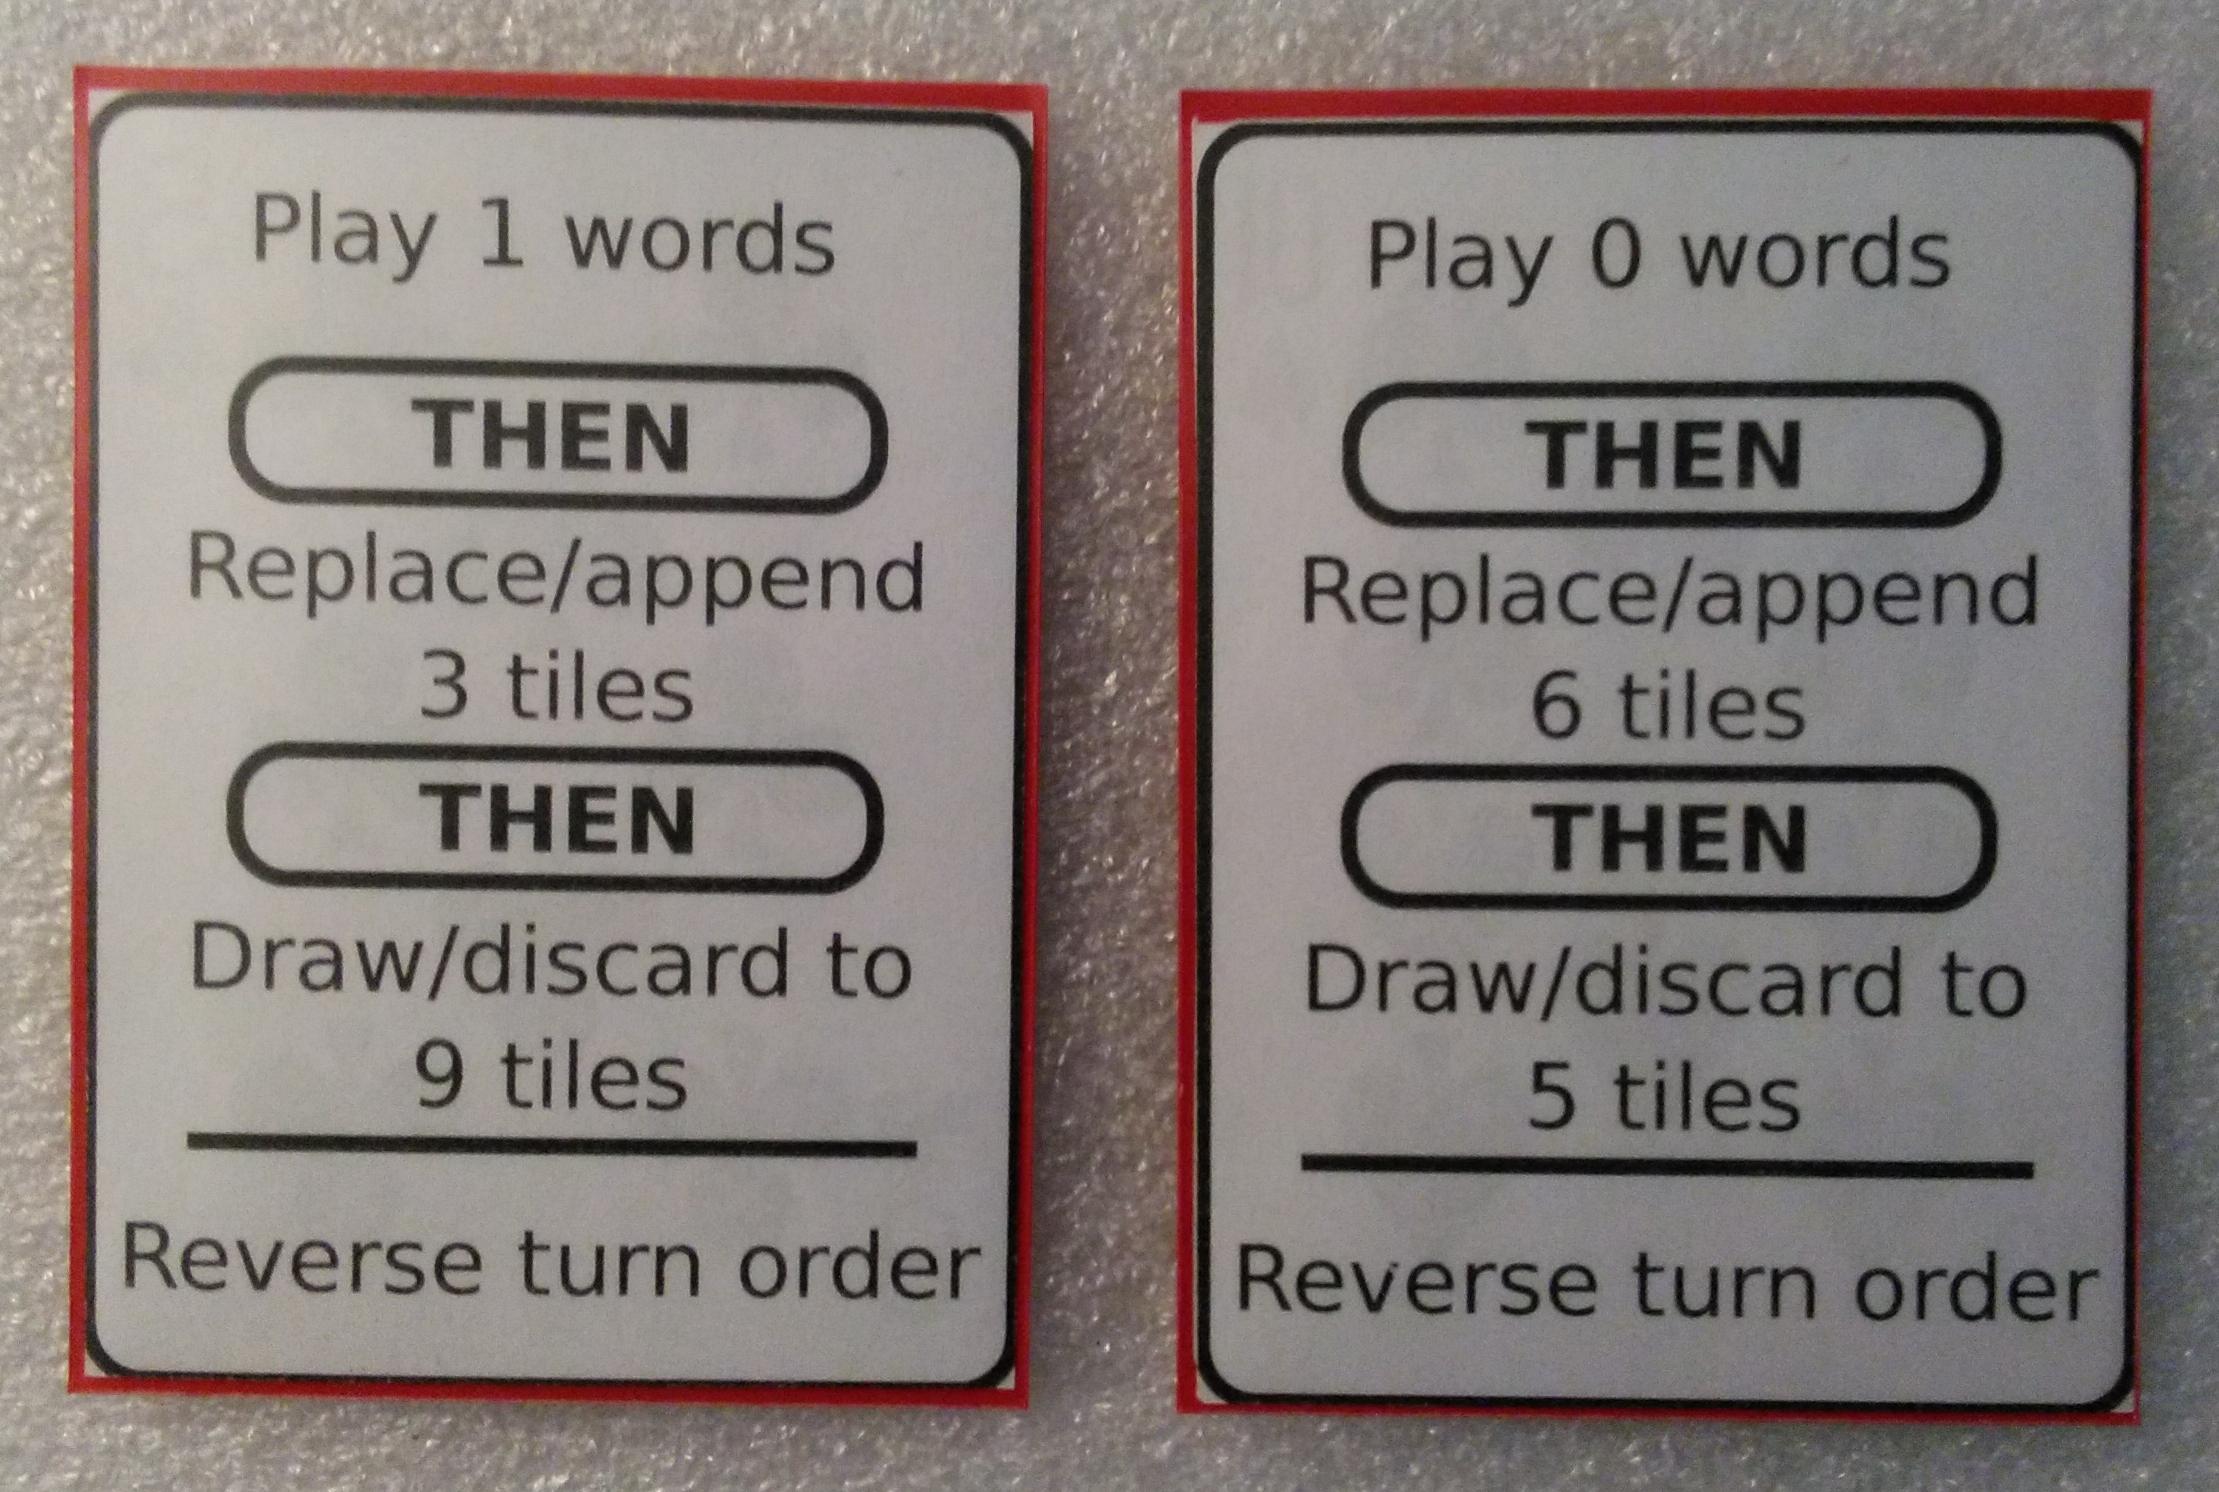 Play 1 words
THEN
Replace/append
3 tiles
THEN
Draw/discard to
9 tiles
Reverse turn order
Play 0 words
THEN
Replace/append
6 tiles
THEN
Draw/discard to
5 tiles
Reverse turn order